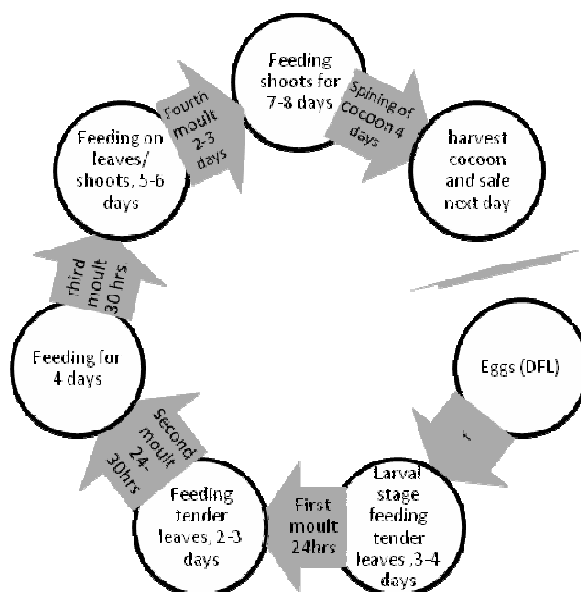 Feeding
shoots for
7-8 days
Spining of
cocoon 4
days
harvest
cocoon
and sale
next day
Eggs (DFL)
Larval
stage
feeding
tender
leaves ,3-4
days
First
moult
24hrs
Feeding
tender
leaves, 2-3
days
second
moult
24-
30hrs
Feeding for
4 days
third
moult
30 hrs
Feeding on
leaves/
shoots, 5-6
days
Fourth
moult
2-3
days